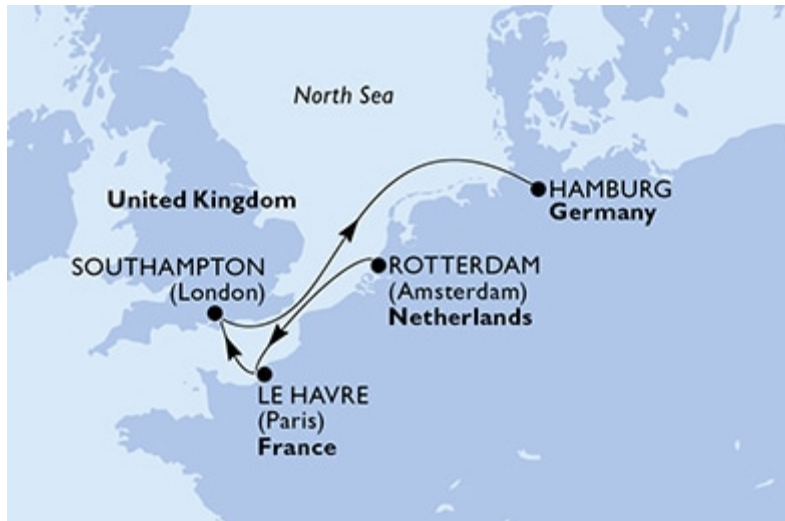 North Sea
United Kingdom
HAMBURG
Germany
SOUTHAMPTON
(London)
ROTTERDAM
(Amsterdam)
Netherlands
LE HAVRE
(Paris)
France